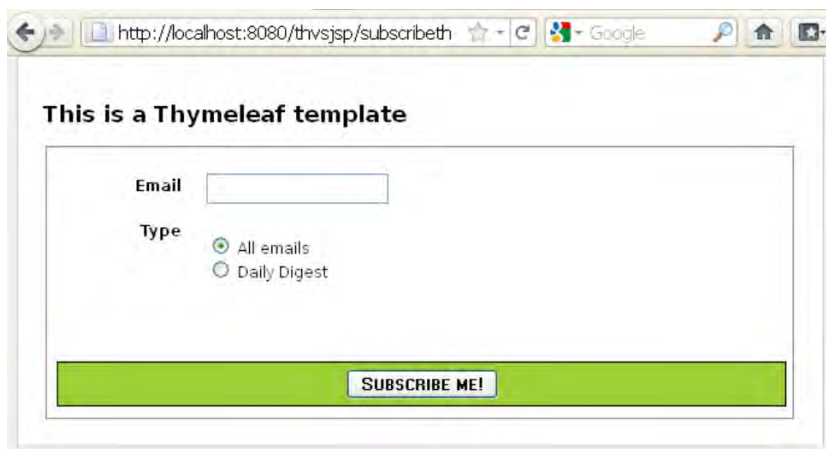 http://localhost:8080/thvsjsp/subscribeth
Google
This is a Thymeleaf template
Email
Type
All emails
Daily Digest
SUBSCRIBE ME!